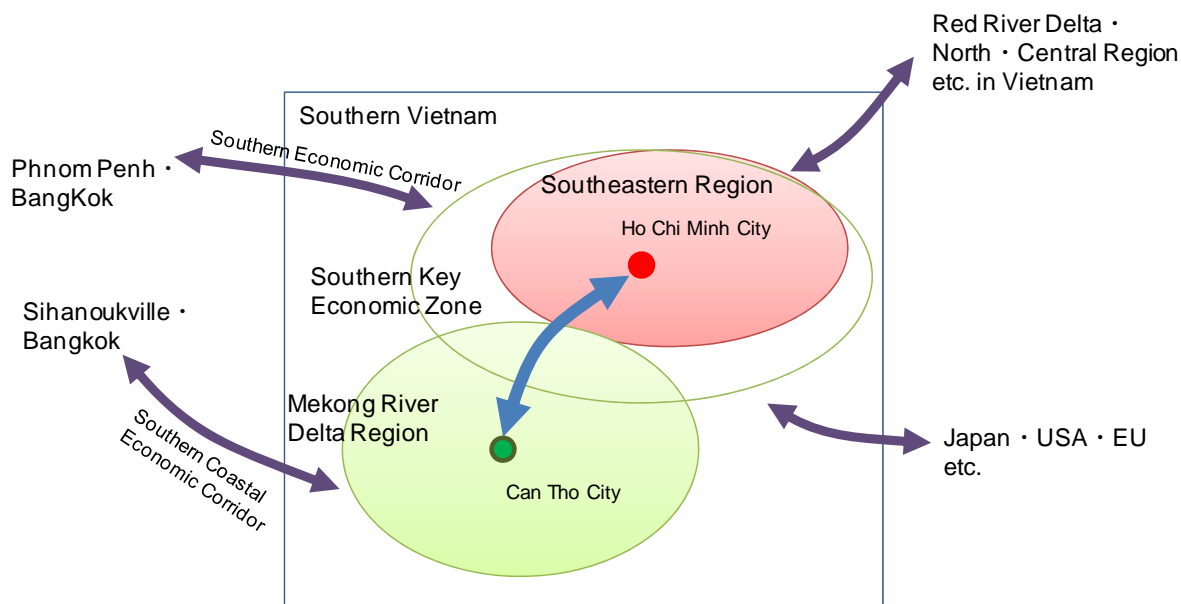 Red River Delta・
North・Central Region
etc. in Vietnam
Southern Vietnam
Southern Economic Corridor
Phnom Penh・
BangKok
Southeastern Region
Ho Chi Minh City
Southern Key
Economic Zone
Sihanoukville・
Bangkok
Mekong River
Delta Region
Southern Coastal
Economic Corridor
Japan・USA・EU
etc.
Can Tho City